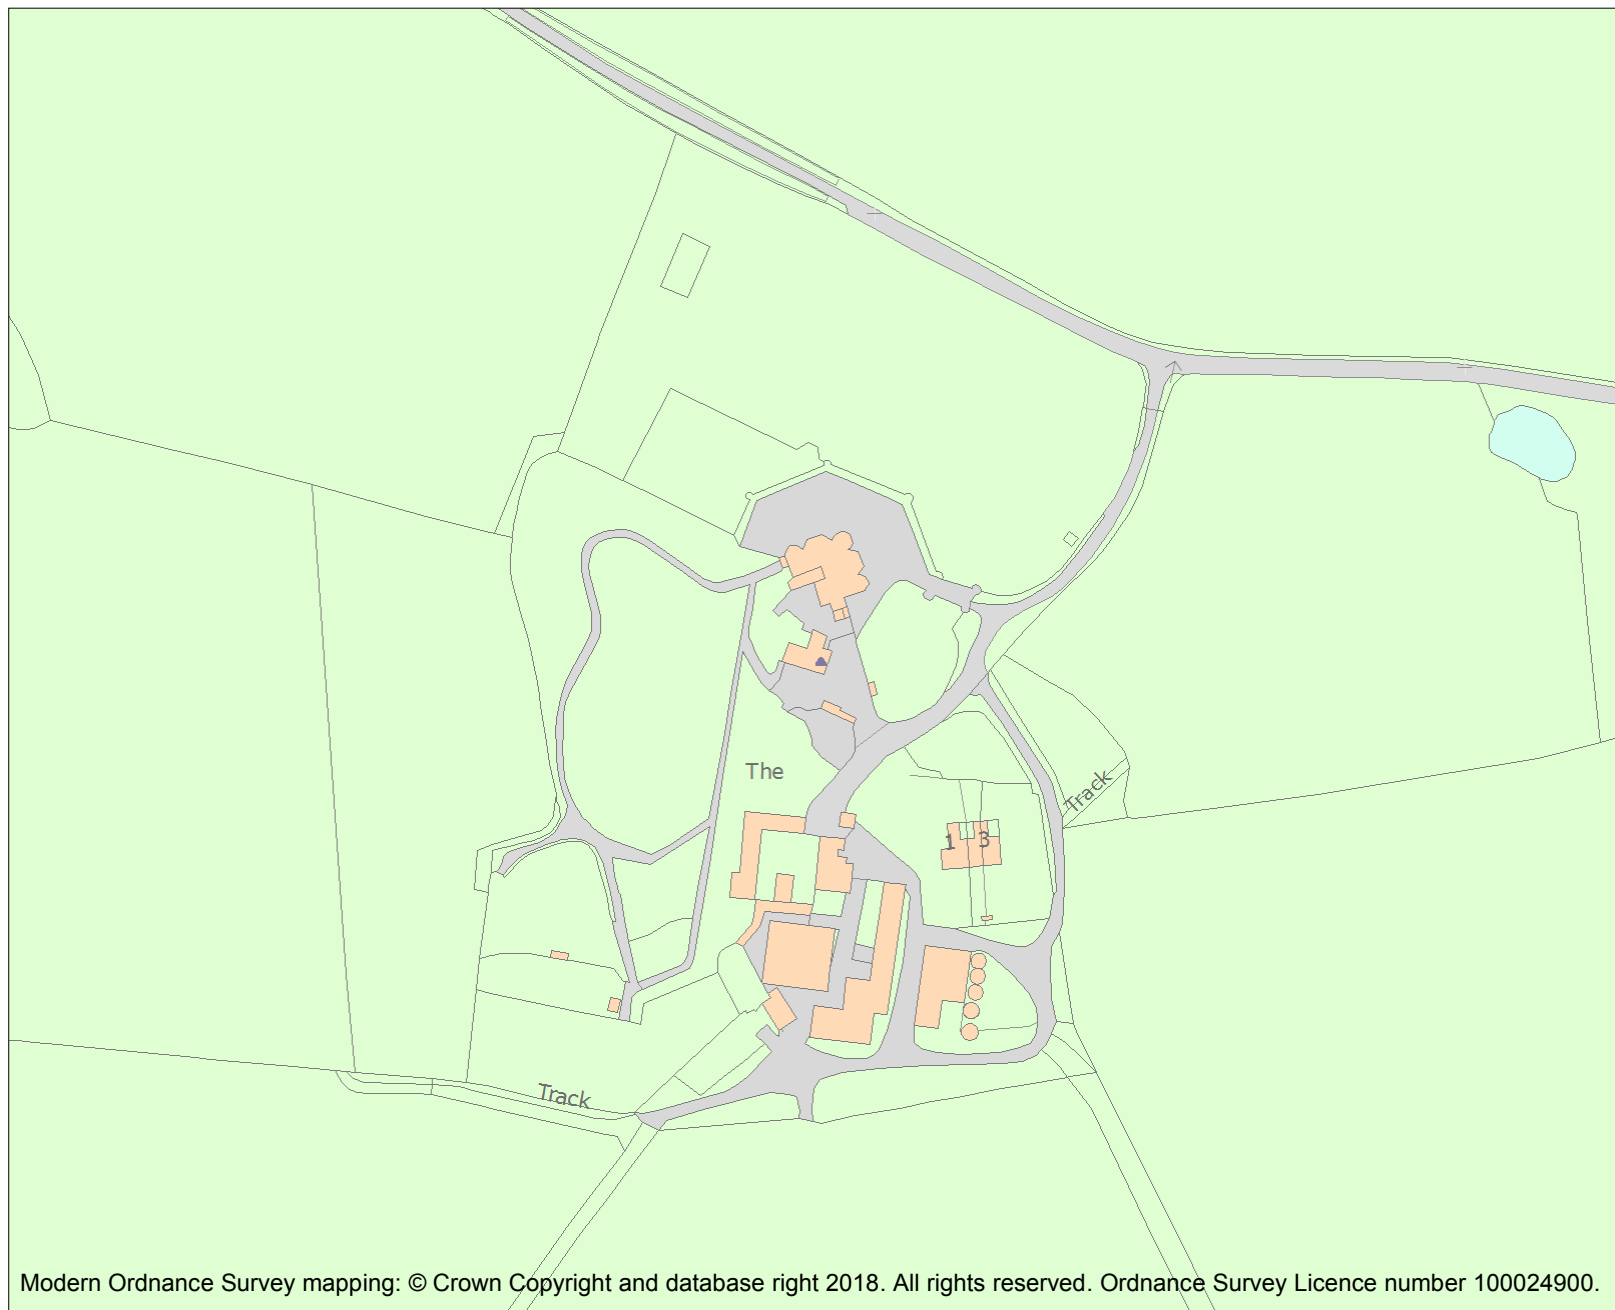 The
Track
1 3
Track
Modern Ordnance Survey mapping: © Crown Copyright and database right 2018. All rights reserved. Ordnance Survey Licence number 100024900.